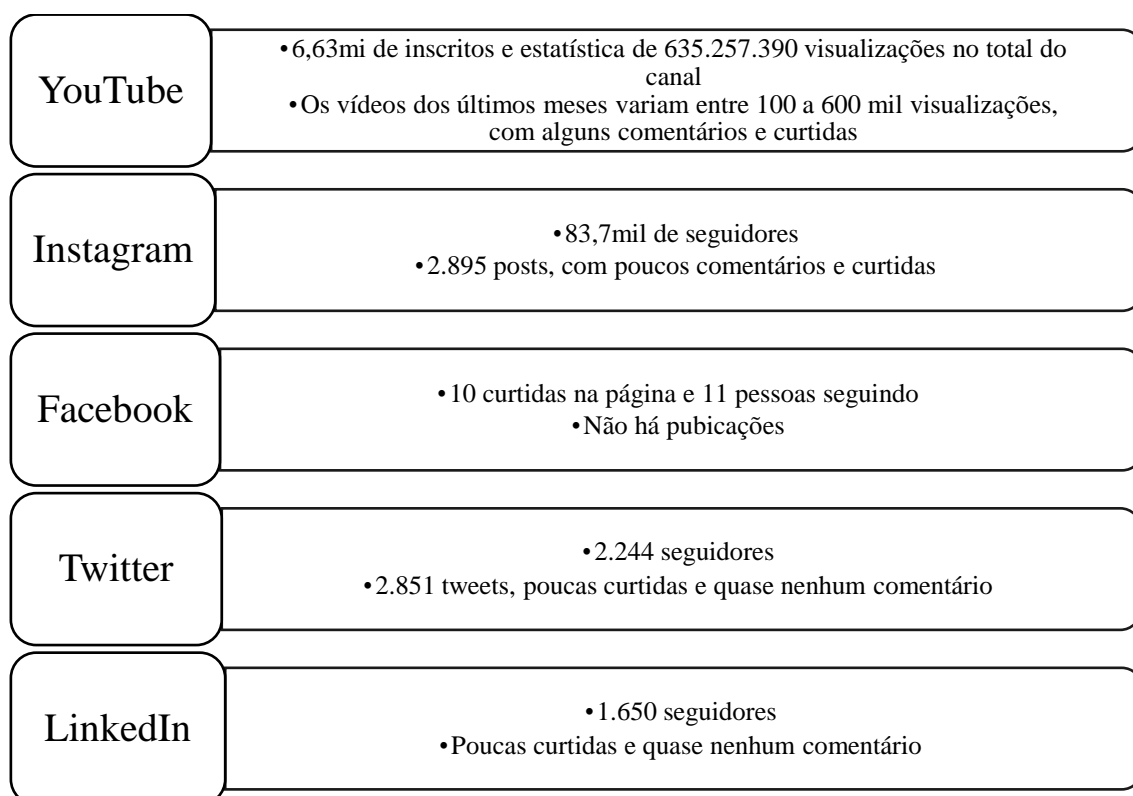 YouTube
•6,63mi de inscritos e estatística de 635.257.390 visualizações no total do
canal
•Os vídeos dos últimos meses variam entre 100 a 600 mil visualizações,
com alguns comentários e curtidas
Instagram
•83,7mil de seguidores
•2.895 posts, com poucos comentários e curtidas
Facebook
•10 curtidas na página e 11 pessoas seguindo
•Não há pubicações
Twitter
•2.244 seguidores
•2.851 tweets, poucas curtidas e quase nenhum comentário
LinkedIn
•1.650 seguidores
•Poucas curtidas e quase nenhum comentário